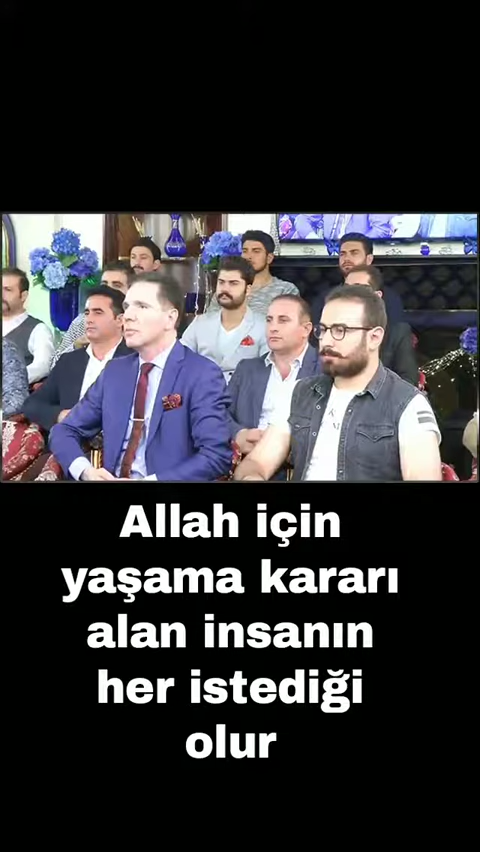 Allah için
yaşama kararı
alan insanın
her istediği
olur